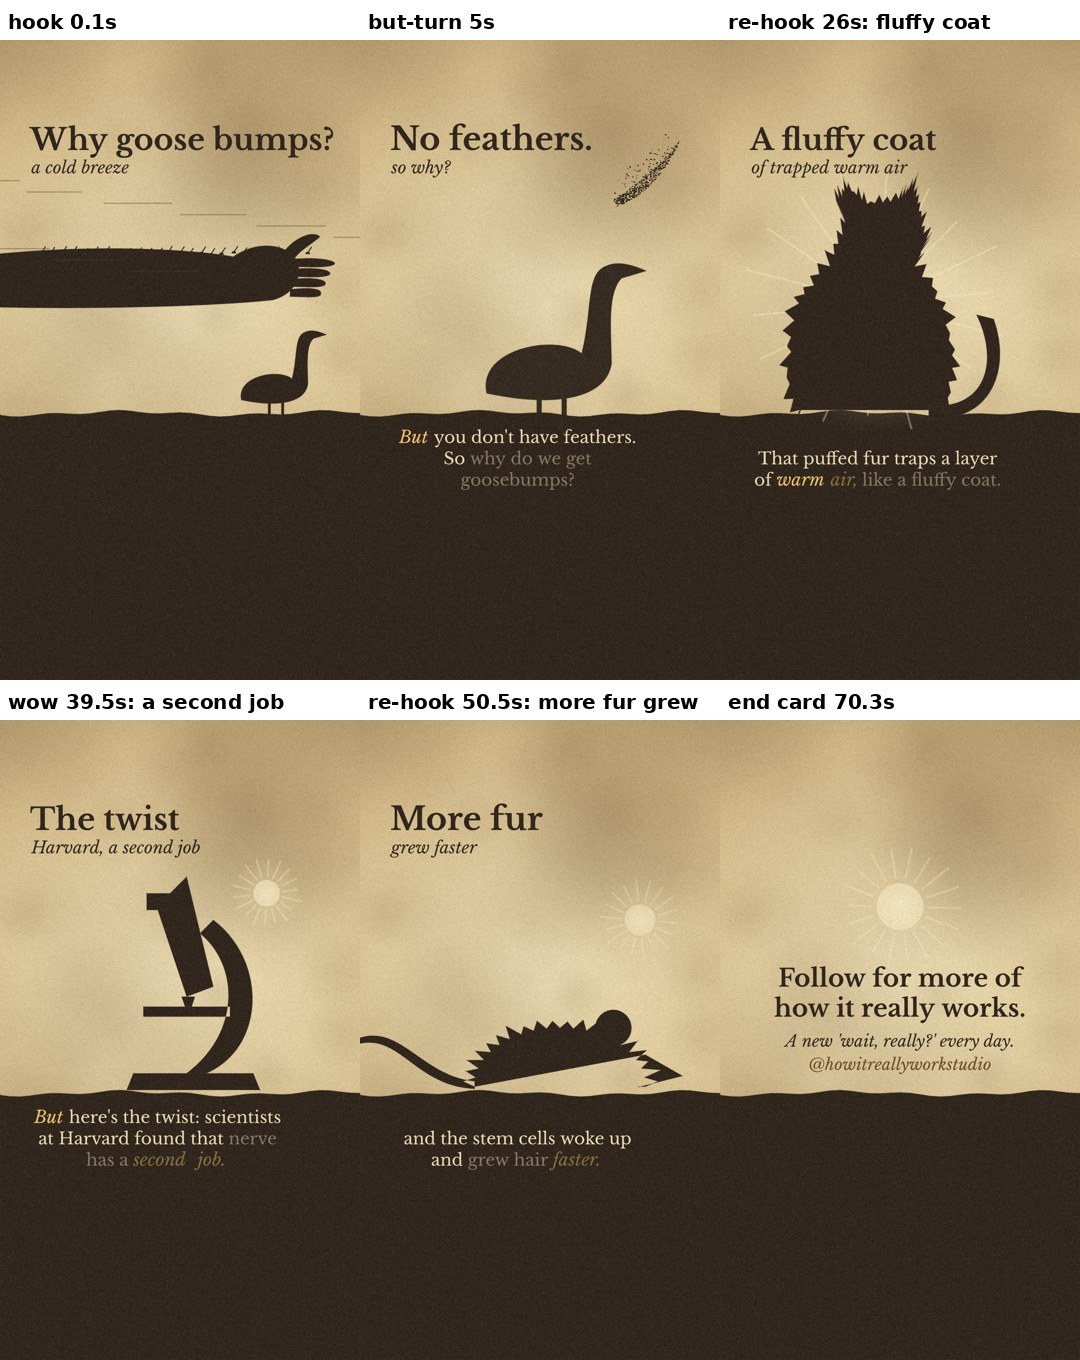 hook 0.1s
but-turn 5s
re-hook 26s: fluffy coat
Why goose bumps?
a cold breeze
No feathers.
so why?
But you don't have feathers.
So why do we get
goosebumps?
A fluffy coat
of trapped warm air
That puffed fur traps a layer
of warm air, like a fluffy coat.
wow 39.5s: a second job
re-hook 50.5s: more fur grew
end card 70.3s
The twist
Harvard, a second job
But here's the twist: scientists
at Harvard found that nerve
has a second job.
More fur
grew faster
and the stem cells woke up
and grew hair faster.
Follow for more of
how it really works.
A new 'wait, really?' every day.
@howitreallyworkstudio